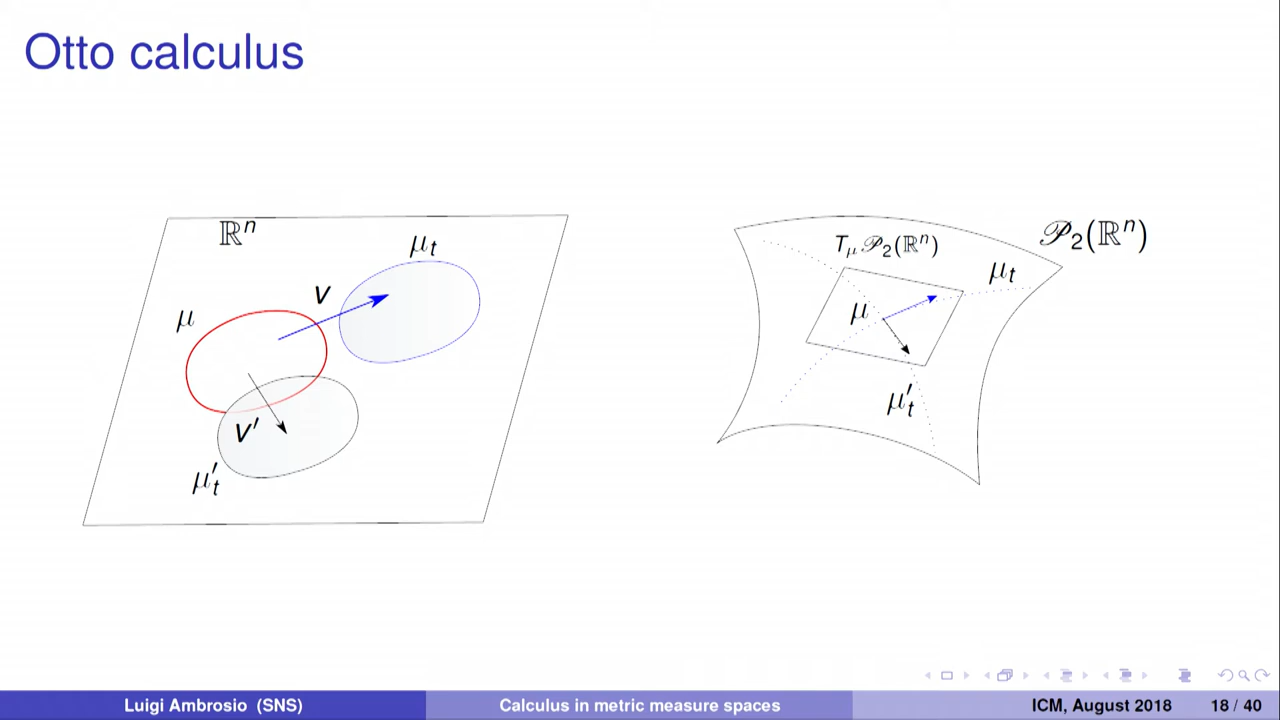 Otto calculus
ℝⁿ
μₜ
v
μ
v′
μ′ₜ
𝒫₂(ℝⁿ)
T_μ𝒫₂(ℝⁿ)
μₜ
μ
μ′ₜ
Luigi Ambrosio (SNS)
Calculus in metric measure spaces
ICM, August 2018
18 / 40